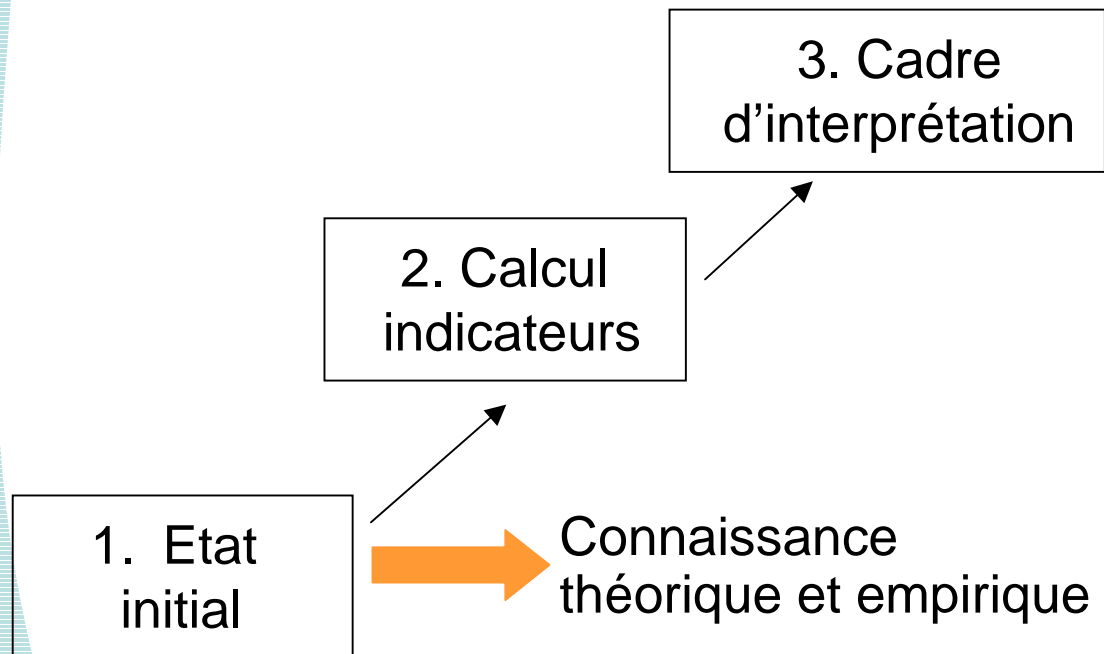 3. Cadre
d’interprétation
2. Calcul
indicateurs
1. Etat
initial
Connaissance
théorique et empirique